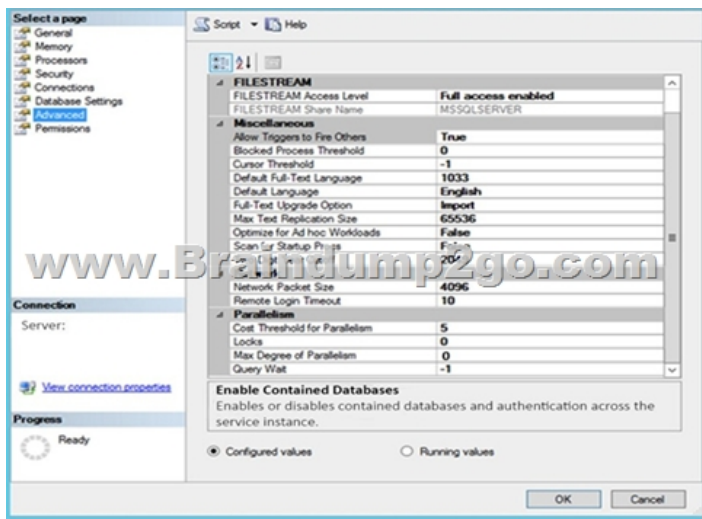 Select a page
General
Memory
Processors
Security
Connections
Database Settings
Advanced
Permissions
Connection
Server:
View connection properties
Progress
Ready
Script Help
FILESTREAM
FILESTREAM Access Level Full access enabled
FILESTREAM Share Name MSSQLSERVER
Miscellaneous
Allow Triggers to Fire Others True
Blocked Process Threshold 0
Cursor Threshold -1
Default Full-Text Language 1033
Default Language English
Full-Text Upgrade Option Import
Max Text Replication Size 65536
Optimize for Ad hoc Workloads False
Scan for Startup Procs False
www.Braindump2go.com
Network Packet Size 4096
Remote Login Timeout 10
Parallelism
Cost Threshold for Parallelism 5
Locks 0
Max Degree of Parallelism 0
Query Wait -1
Enable Contained Databases
Enables or disables contained databases and authentication across the
service instance.
Configured values Running values
OK Cancel